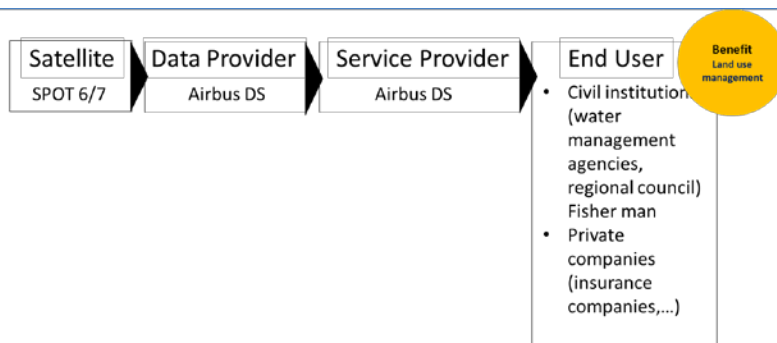 Satellite
SPOT 6/7
Data Provider
Airbus DS
Service Provider
Airbus DS
End User
• Civil institution
(water
management
agencies,
regional council)
Fisher man
• Private
companies
(insurance
companies,...)
Benefit
Land use
management